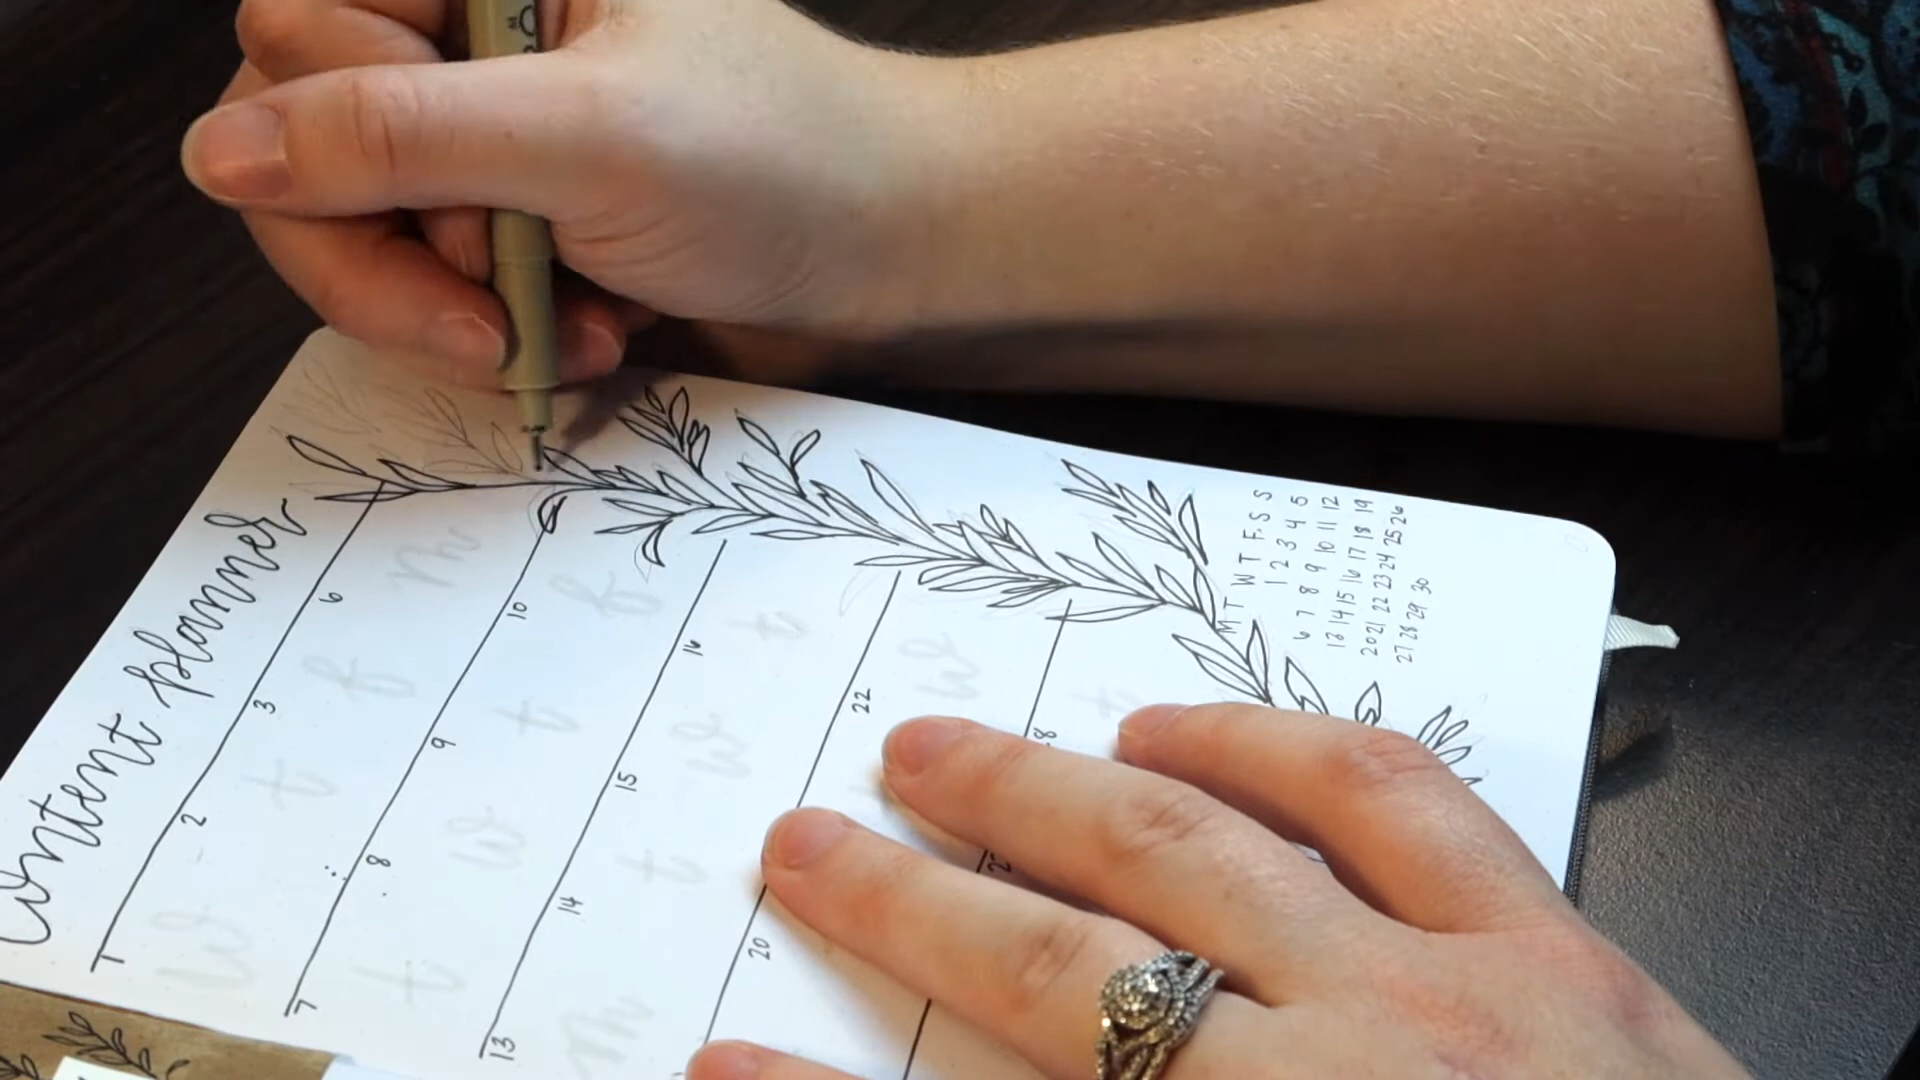 Content planner
1 2 3 6
w t f m
7 8 9 10
t w t f
13 14 15 16
m t w t
20 22
w
t
M T W T F S S
1 2 3 4 5
6 7 8 9 10 11 12
13 14 15 16 17 18 19
20 21 22 23 24 25 26
27 28 29 30